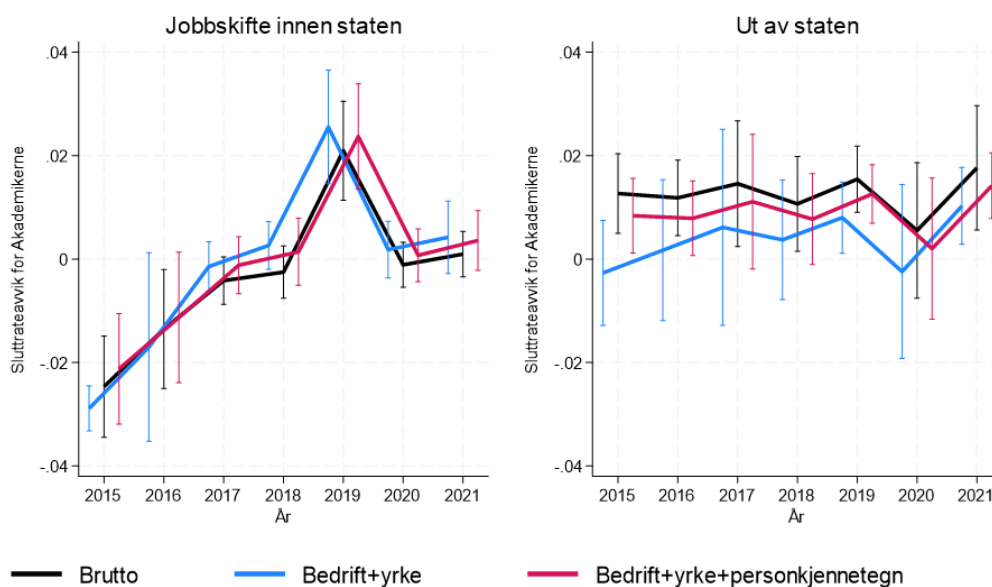 Jobbskifte innen staten
Sluttrateavvik for Akademikerne
.04
.02
0
-.02
-.04
2015 2016 2017 2018 2019 2020 2021
År
Ut av staten
Sluttrateavvik for Akademikerne
.04
.02
0
-.02
-.04
2015 2016 2017 2018 2019 2020 2021
År
Brutto Bedrift+yrke Bedrift+yrke+personkjennetegn